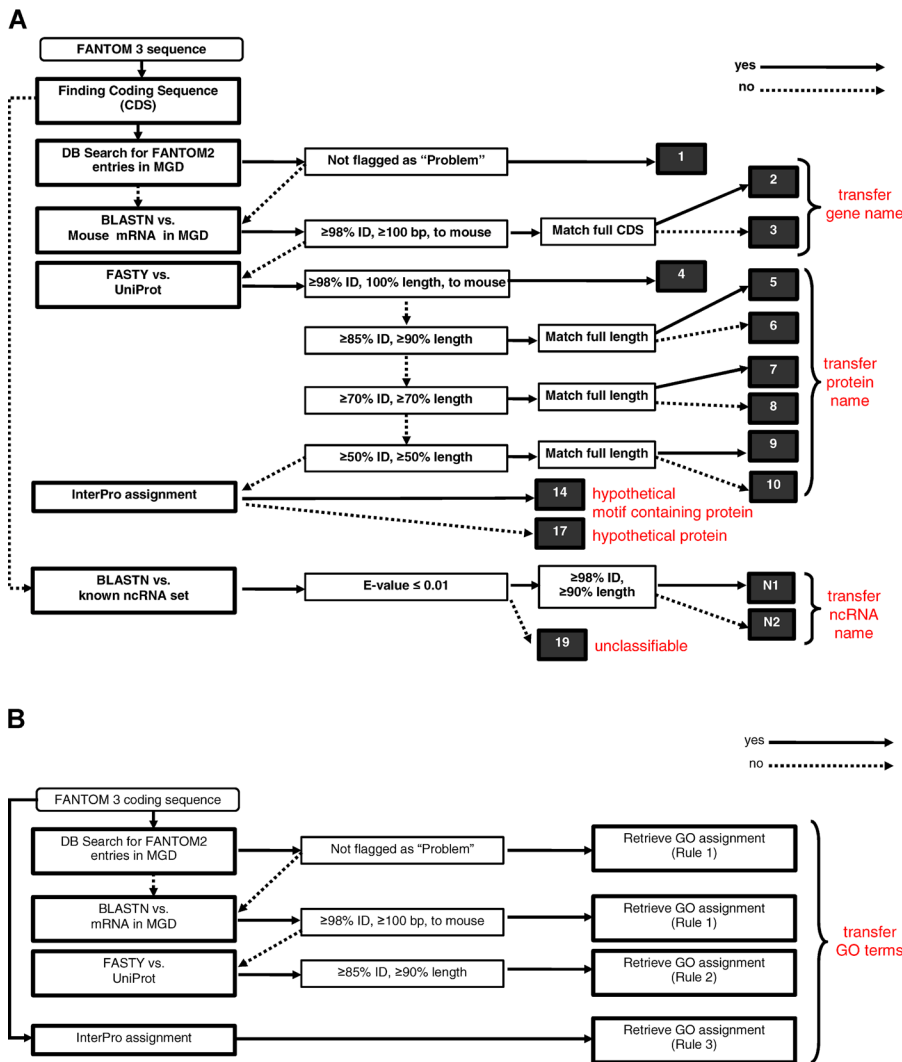 A
FANTOM 3 sequence
yes
no
Finding Coding Sequence
(CDS)
DB Search for FANTOM2
entries in MGD
Not flagged as “Problem”
1
2
transfer
gene name
BLASTN vs.
Mouse mRNA in MGD
≥98% ID, ≥100 bp, to mouse
Match full CDS
3
FASTY vs.
UniProt
≥98% ID, 100% length, to mouse
4
5
≥85% ID, ≥90% length
Match full length
6
transfer
protein
name
7
≥70% ID, ≥70% length
Match full length
8
9
≥50% ID, ≥50% length
Match full length
10
InterPro assignment
14
hypothetical
motif containing protein
17
hypothetical protein
BLASTN vs.
known ncRNA set
E-value ≤ 0.01
≥98% ID,
≥90% length
N1
N2
transfer
ncRNA
name
19
unclassifiable
B
yes
no
FANTOM 3 coding sequence
DB Search for FANTOM2
entries in MGD
Not flagged as “Problem”
Retrieve GO assignment
(Rule 1)
BLASTN vs.
mRNA in MGD
≥98% ID, ≥100 bp, to mouse
Retrieve GO assignment
(Rule 1)
transfer
GO terms
FASTY vs.
UniProt
≥85% ID, ≥90% length
Retrieve GO assignment
(Rule 2)
InterPro assignment
Retrieve GO assignment
(Rule 3)